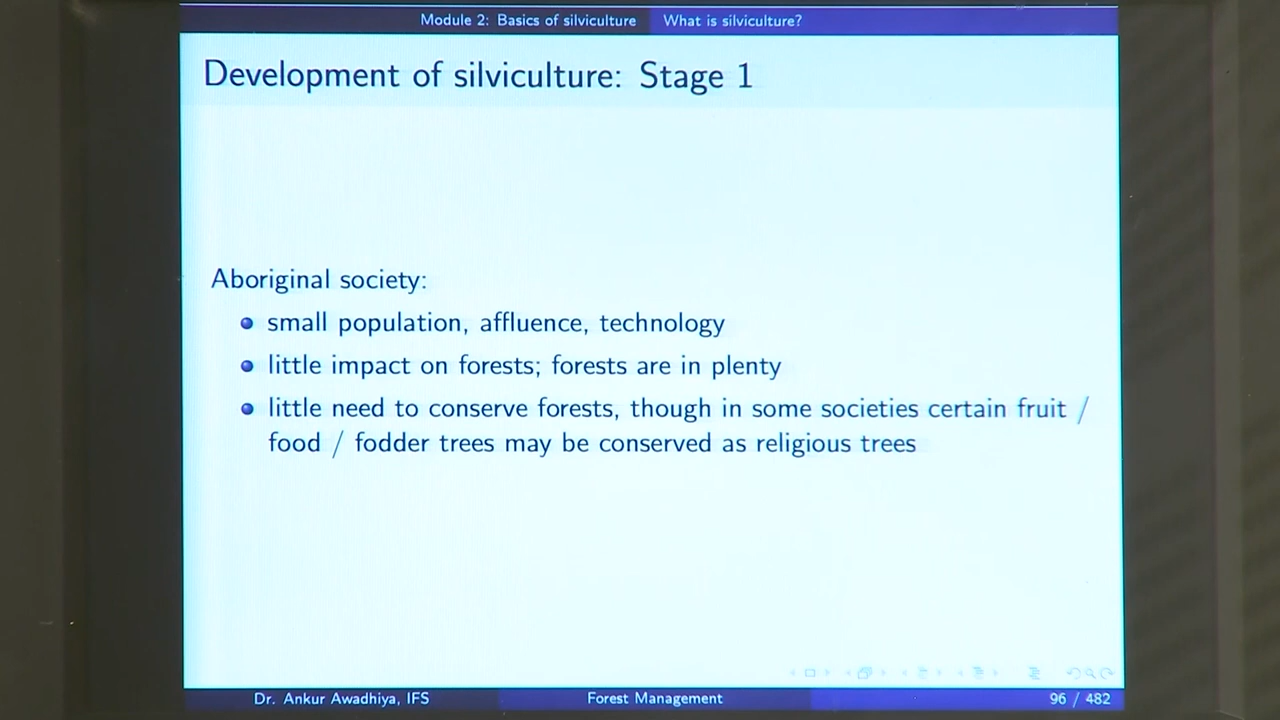 Module 2: Basics of silviculture What is silviculture?
Development of silviculture: Stage 1
Aboriginal society:
small population, affluence, technology
little impact on forests; forests are in plenty
little need to conserve forests, though in some societies certain fruit /
food / fodder trees may be conserved as religious trees
Dr. Ankur Awadhiya, IFS Forest Management 96 / 482